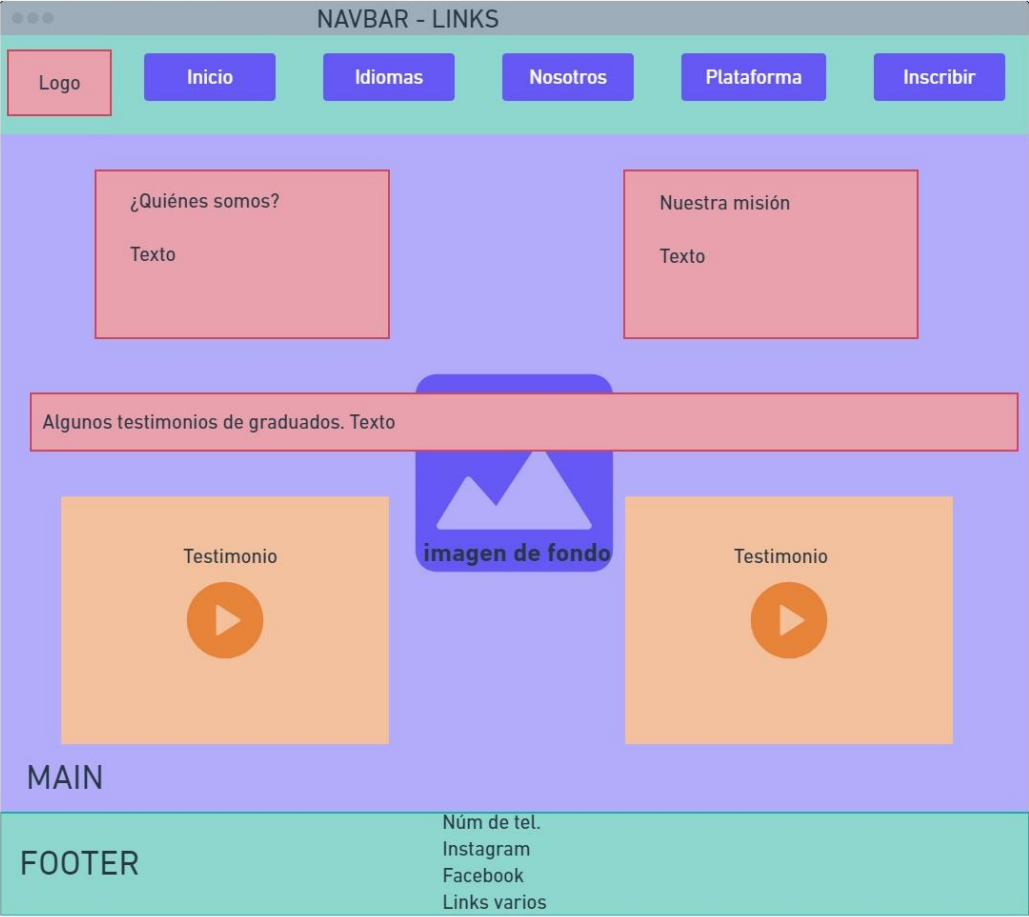 NAVBAR - LINKS
Logo
Inicio
Idiomas
Nosotros
Plataforma
Inscribir
¿Quiénes somos?
Texto
Nuestra misión
Texto
Algunos testimonios de graduados. Texto
imagen de fondo
Testimonio
Testimonio
MAIN
FOOTER
Núm de tel.
Instagram
Facebook
Links varios